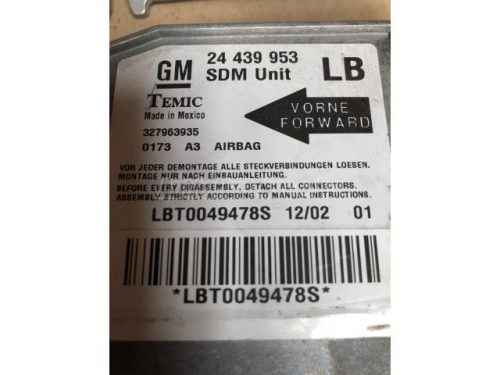 GM 24 439 953 LB
SDM Unit
TEMIC
Made in Mexico
VORNE
FORWARD
327963935
0173 A3 AIRBAG
VOR JEDER DEMONTAGE ALLE STECKVERBINDUNGEN LOESEN.
MONTAGE NUR NACH EINBAUANLEITUNG.
BEFORE EVERY DISASSEMBLY, DETACH ALL CONNECTORS.
ASSEMBLY STRICTLY ACCORDING TO MANUAL INSTRUCTIONS.
LBT0049478S 12/02 01
*LBT0049478S*